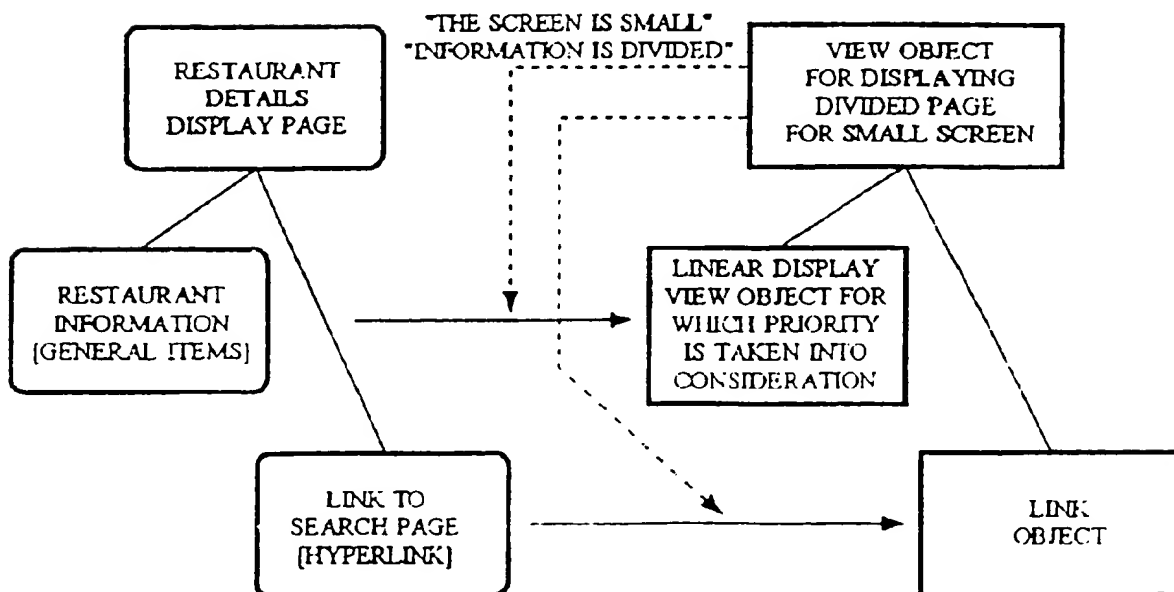 "THE SCREEN IS SMALL"
"INFORMATION IS DIVIDED"
RESTAURANT
DETAILS
DISPLAY PAGE
VIEW OBJECT
FOR DISPLAYING
DIVIDED PAGE
FOR SMALL SCREEN
RESTAURANT
INFORMATION
[GENERAL ITEMS]
LINEAR DISPLAY
VIEW OBJECT FOR
WHICH PRIORITY
IS TAKEN INTO
CONSIDERATION
LINK TO
SEARCH PAGE
[HYPERLINK]
LINK
OBJECT